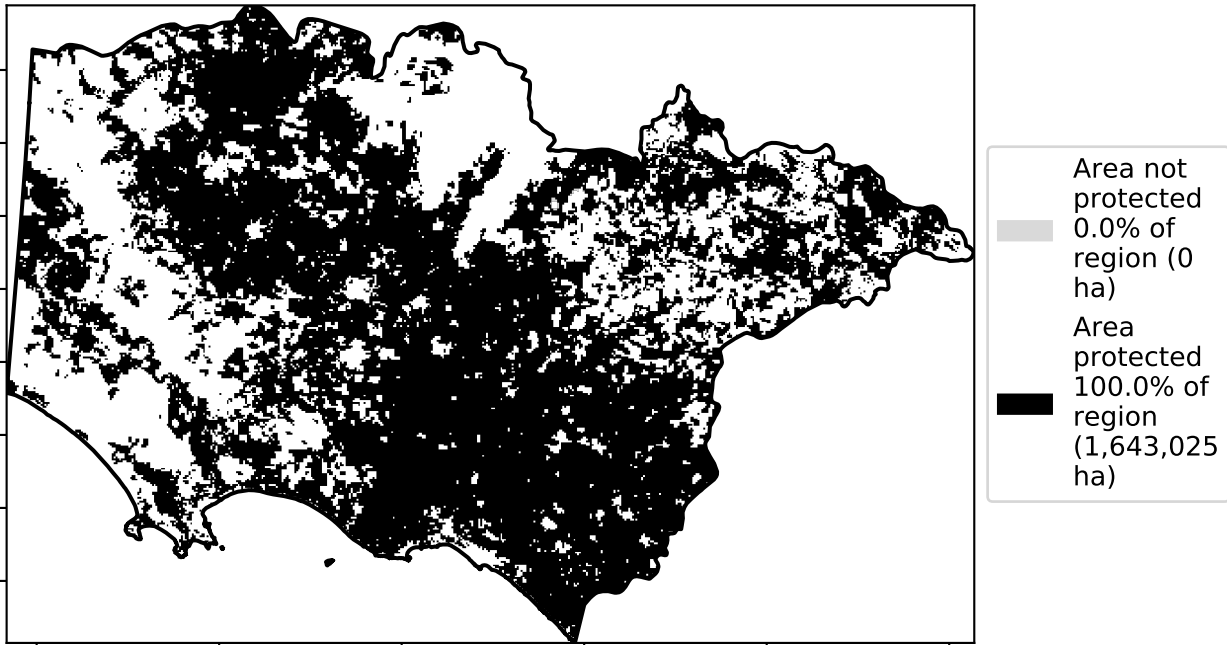 Area not
protected
0.0% of
region (0
ha)
Area
protected
100.0% of
region
(1,643,025
ha)